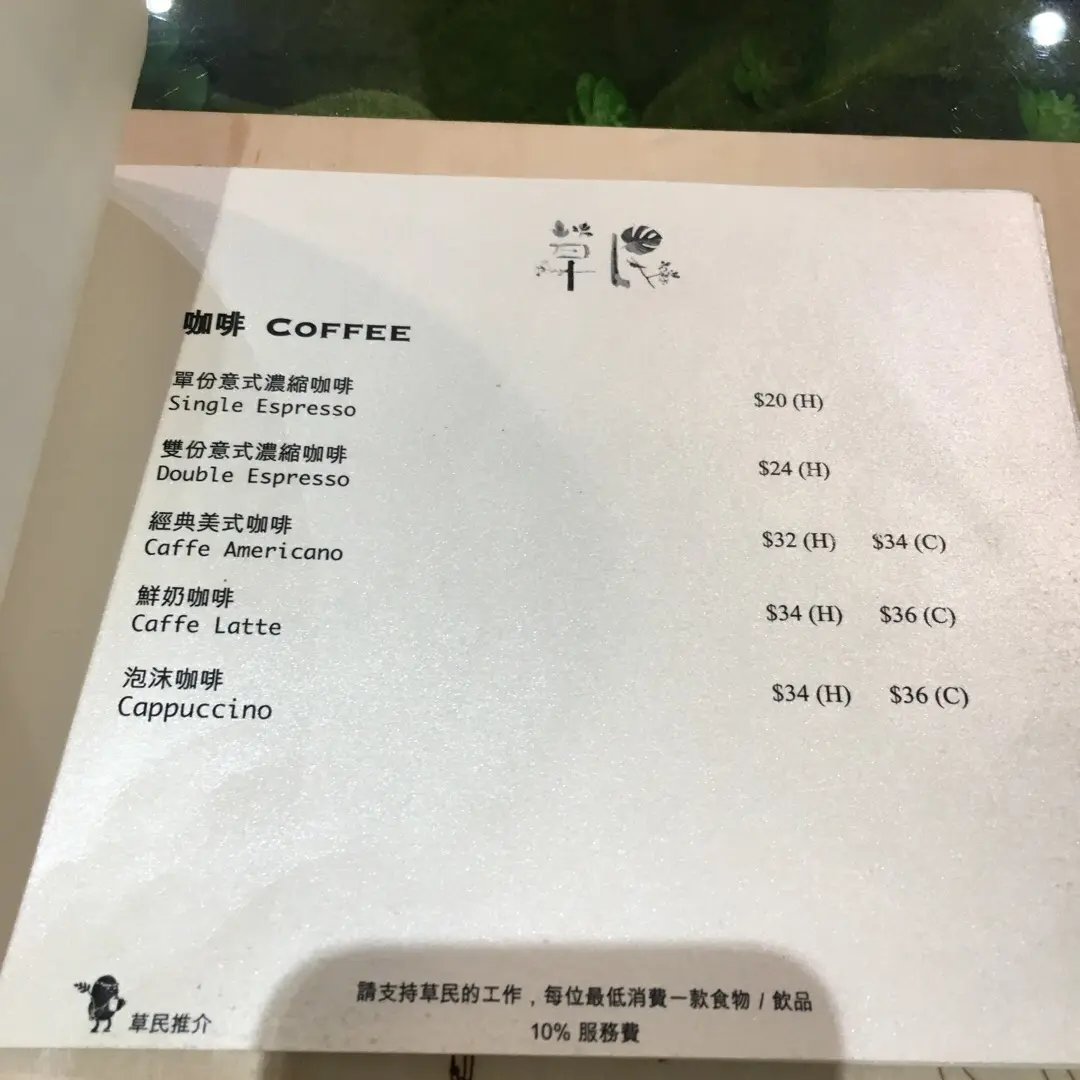 草民
咖啡 COFFEE
單份意式濃縮咖啡
Single Espresso $20 (H)
雙份意式濃縮咖啡
Double Espresso $24 (H)
經典美式咖啡
Caffe Americano $32 (H) $34 (C)
鮮奶咖啡
Caffe Latte $34 (H) $36 (C)
泡沫咖啡
Cappuccino $34 (H) $36 (C)
草民推介
請支持草民的工作，每位最低消費一款食物 / 飲品
10% 服務費